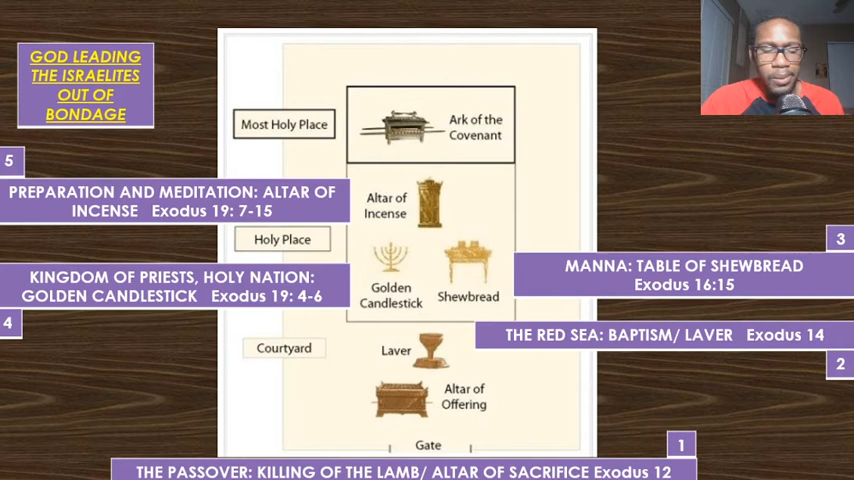 GOD LEADING
THE ISRAELITES
OUT OF
BONDAGE
Most Holy Place
Ark of the
Covenant
5
PREPARATION AND MEDITATION: ALTAR OF
INCENSE Exodus 19: 7-15
Altar of
Incense
Holy Place
3
MANNA: TABLE OF SHEWBREAD
Exodus 16:15
KINGDOM OF PRIESTS, HOLY NATION:
GOLDEN CANDLESTICK Exodus 19: 4-6
4
Golden
Candlestick
Shewbread
THE RED SEA: BAPTISM/ LAVER Exodus 14
2
Courtyard
Laver
Altar of
Offering
Gate
1
THE PASSOVER: KILLING OF THE LAMB/ ALTAR OF SACRIFICE Exodus 12